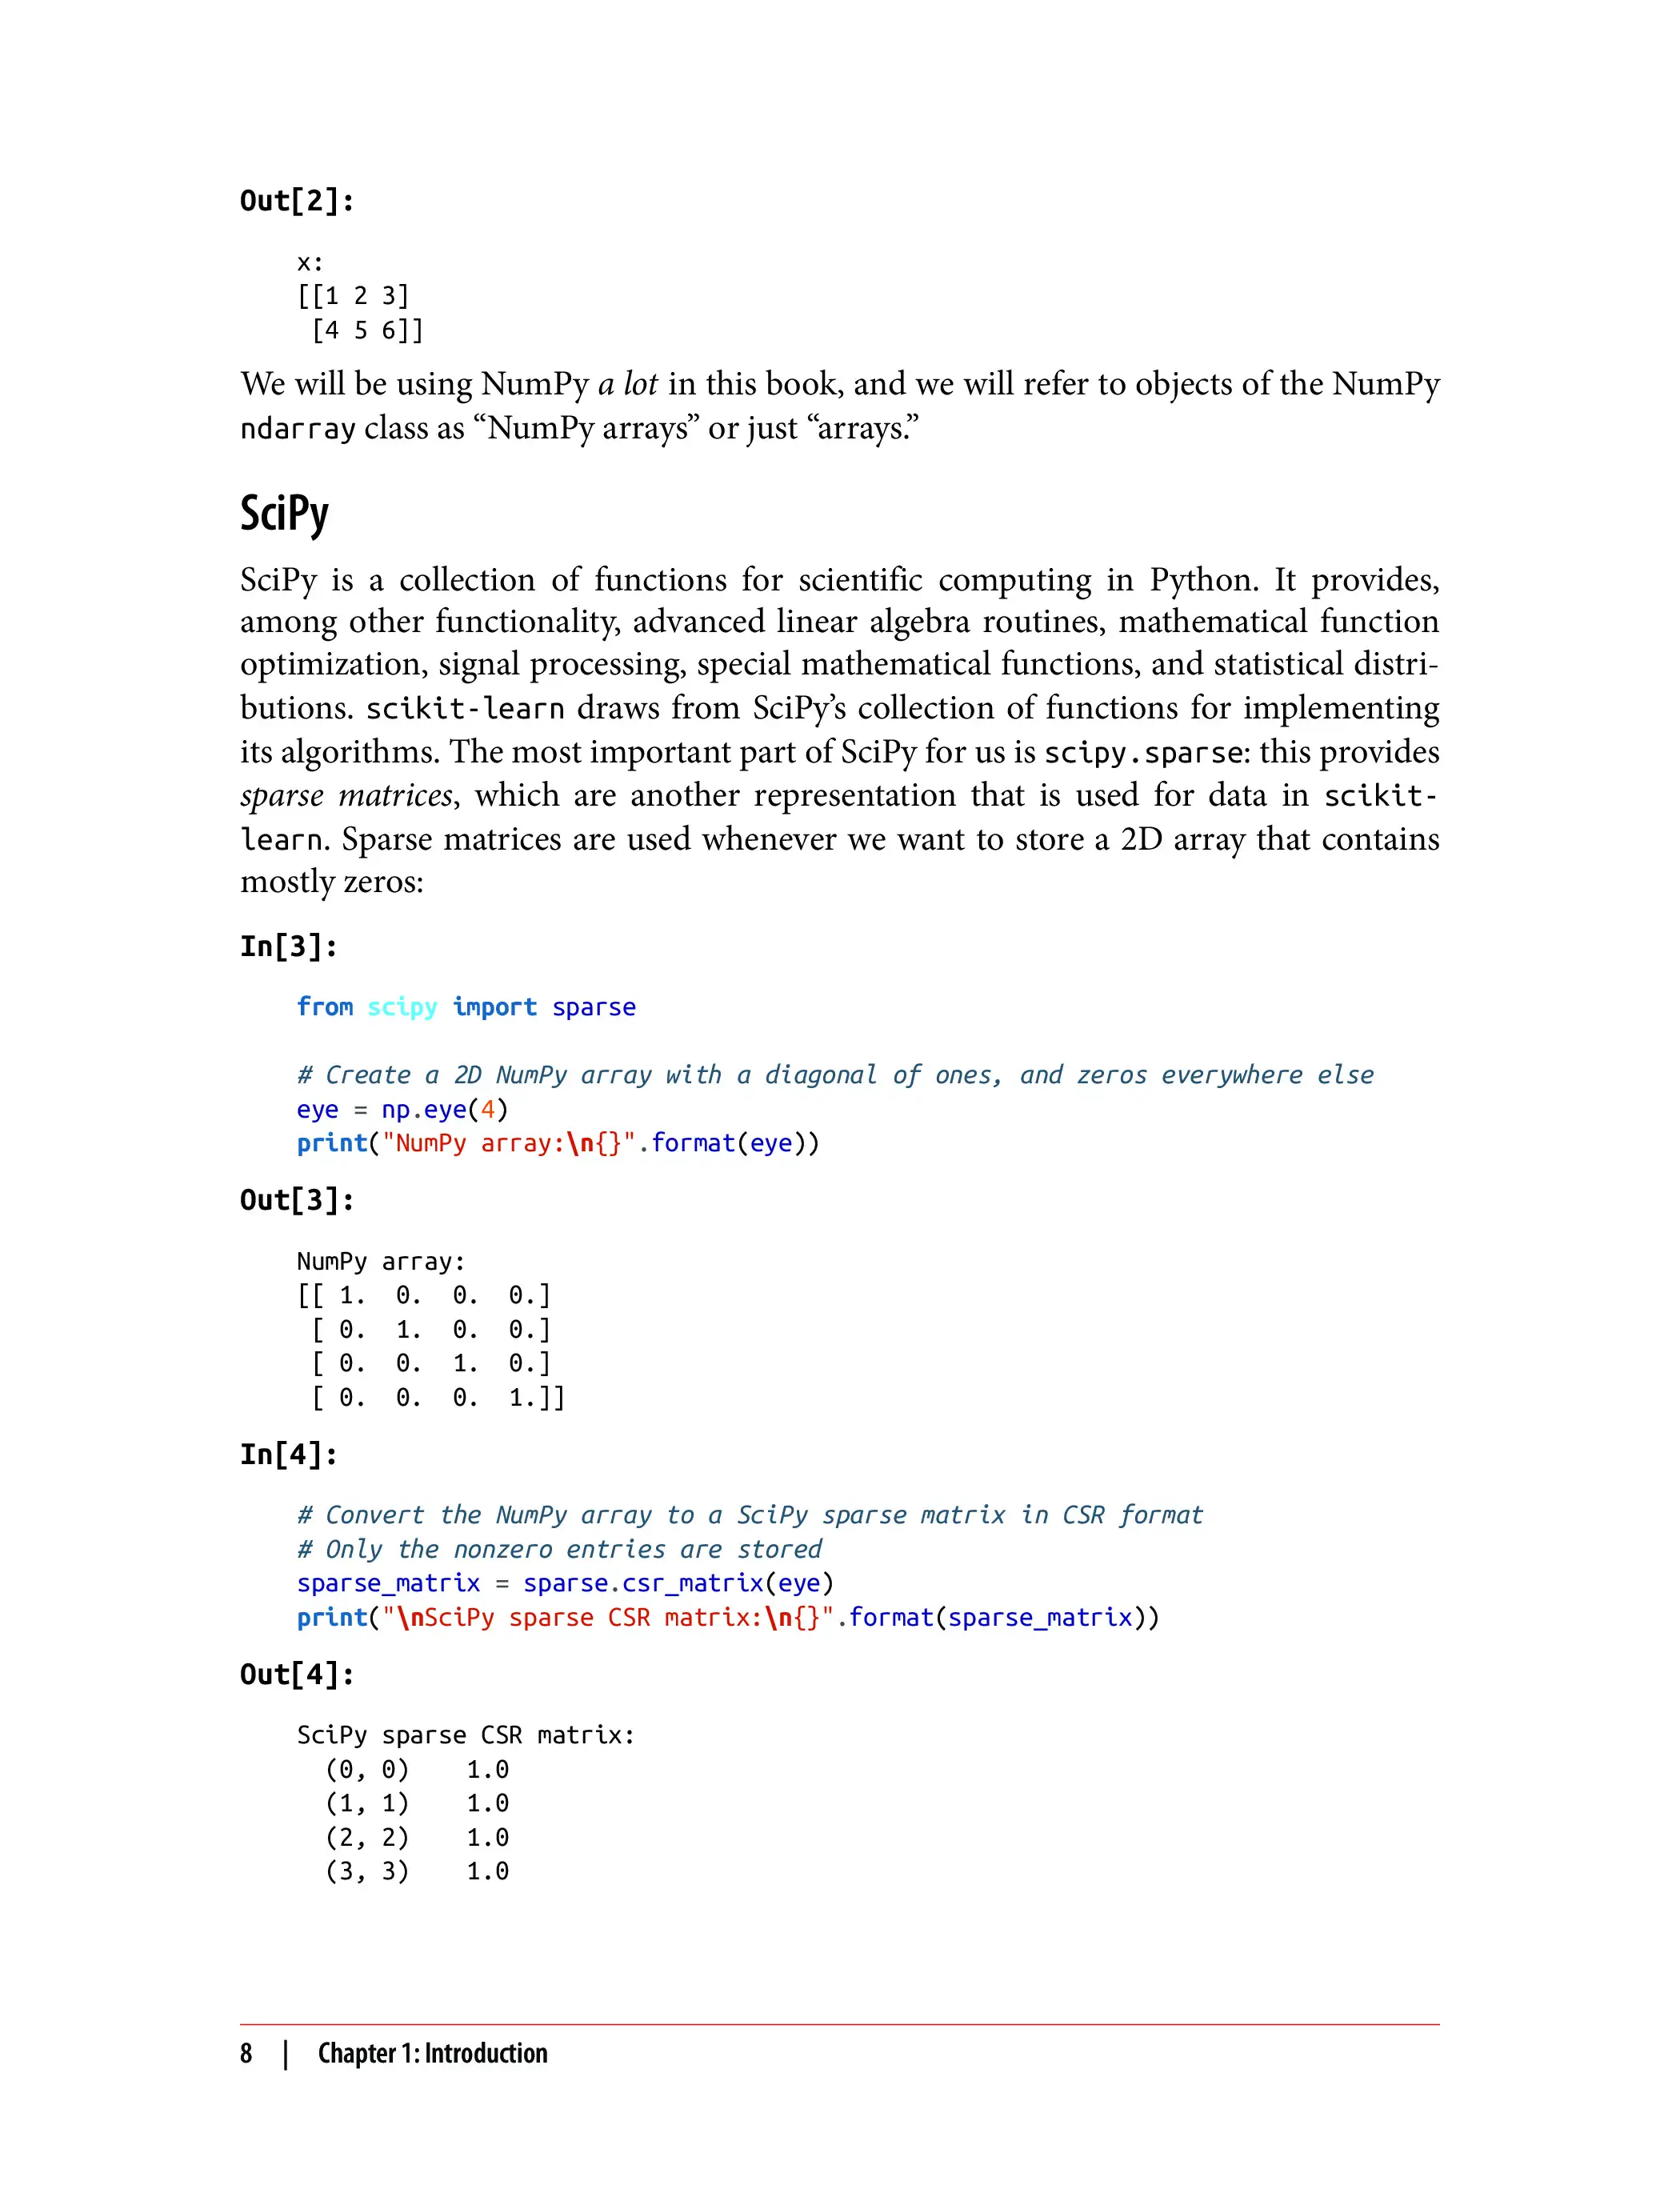 Out[2]:
x:
[[1 2 3]
 [4 5 6]]
We will be using NumPy a lot in this book, and we will refer to objects of the NumPy
ndarray class as “NumPy arrays” or just “arrays.”
SciPy
SciPy is a collection of functions for scientific computing in Python. It provides,
among other functionality, advanced linear algebra routines, mathematical function
optimization, signal processing, special mathematical functions, and statistical distri-
butions. scikit-learn draws from SciPy’s collection of functions for implementing
its algorithms. The most important part of SciPy for us is scipy.sparse: this provides
sparse matrices, which are another representation that is used for data in scikit-
learn. Sparse matrices are used whenever we want to store a 2D array that contains
mostly zeros:
In[3]:
from scipy import sparse
# Create a 2D NumPy array with a diagonal of ones, and zeros everywhere else
eye = np.eye(4)
print("NumPy array:\n{}".format(eye))
Out[3]:
NumPy array:
[[ 1.  0.  0.  0.]
 [ 0.  1.  0.  0.]
 [ 0.  0.  1.  0.]
 [ 0.  0.  0.  1.]]
In[4]:
# Convert the NumPy array to a SciPy sparse matrix in CSR format
# Only the nonzero entries are stored
sparse_matrix = sparse.csr_matrix(eye)
print("\nSciPy sparse CSR matrix:\n{}".format(sparse_matrix))
Out[4]:
SciPy sparse CSR matrix:
  (0, 0)    1.0
  (1, 1)    1.0
  (2, 2)    1.0
  (3, 3)    1.0
8 | Chapter 1: Introduction